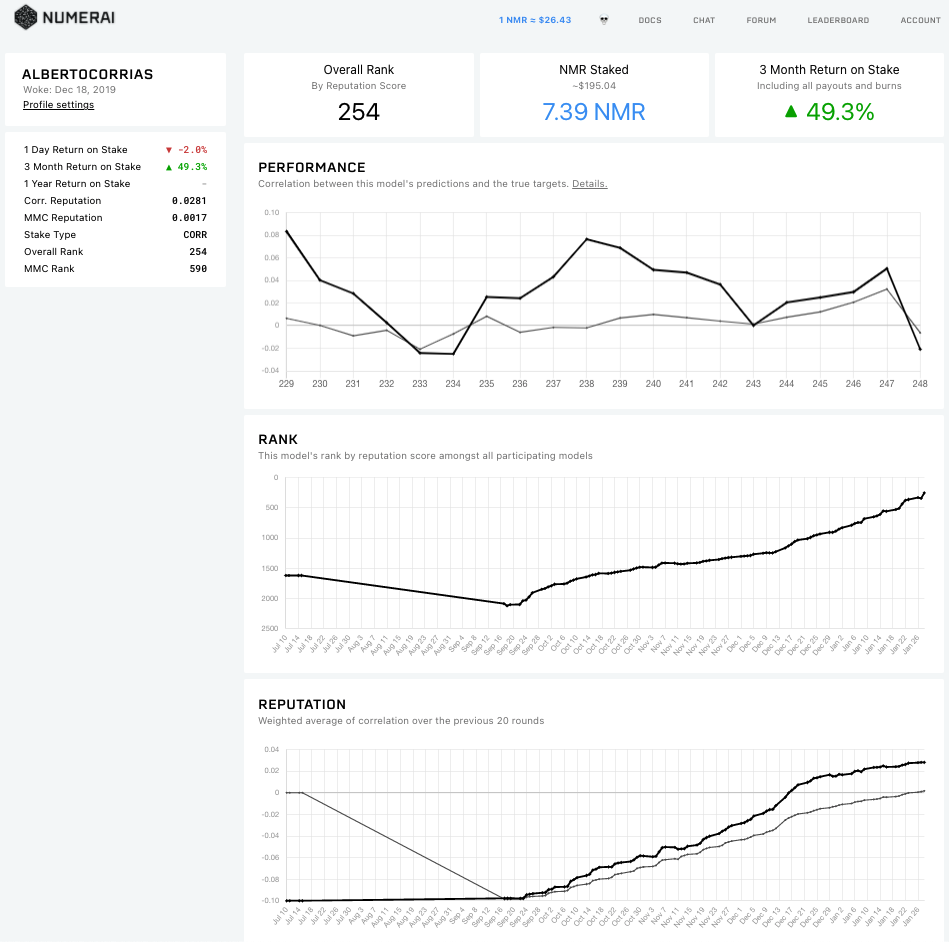 NUMERAI
1 NMR ≈ $26.43
DOCS
CHAT
FORUM
LEADERBOARD
ACCOUNT
ALBERTOCORRIAS
Woke: Dec 18, 2019
Profile settings
1 Day Return on Stake ▼ -2.0%
3 Month Return on Stake ▲ 49.3%
1 Year Return on Stake -
Corr. Reputation 0.0281
MMC Reputation 0.0017
Stake Type CORR
Overall Rank 254
MMC Rank 590
Overall Rank
By Reputation Score
254
NMR Staked
~$195.04
7.39 NMR
3 Month Return on Stake
Including all payouts and burns
▲ 49.3%
PERFORMANCE
Correlation between this model's predictions and the true targets. Details.
0.10
0.08
0.06
0.04
0.02
0
-0.02
-0.04
229 230 231 232 233 234 235 236 237 238 239 240 241 242 243 244 245 246 247 248
RANK
This model's rank by reputation score amongst all participating models
0
500
1000
1500
2000
2500
Jul 10 Jul 14 Jul 18 Jul 22 Jul 26 Jul 30 Aug 3 Aug 7 Aug 11 Aug 15 Aug 19 Aug 23 Aug 27 Aug 31 Sep 4 Sep 8 Sep 12 Sep 16 Sep 20 Sep 24 Sep 28 Oct 2 Oct 6 Oct 10 Oct 14 Oct 18 Oct 22 Oct 26 Oct 30 Nov 3 Nov 7 Nov 11 Nov 15 Nov 19 Nov 23 Nov 27 Dec 1 Dec 5 Dec 9 Dec 13 Dec 17 Dec 21 Dec 25 Dec 29 Jan 2 Jan 6 Jan 10 Jan 14 Jan 18 Jan 22 Jan 26
REPUTATION
Weighted average of correlation over the previous 20 rounds
0.04
0.02
0
-0.02
-0.04
-0.06
-0.08
-0.10
Jul 10 Jul 14 Jul 18 Jul 22 Jul 26 Jul 30 Aug 3 Aug 7 Aug 11 Aug 15 Aug 19 Aug 23 Aug 27 Aug 31 Sep 4 Sep 8 Sep 12 Sep 16 Sep 20 Sep 24 Sep 28 Oct 2 Oct 6 Oct 10 Oct 14 Oct 18 Oct 22 Oct 26 Oct 30 Nov 3 Nov 7 Nov 11 Nov 15 Nov 19 Nov 23 Nov 27 Dec 1 Dec 5 Dec 9 Dec 13 Dec 17 Dec 21 Dec 25 Dec 29 Jan 2 Jan 6 Jan 10 Jan 14 Jan 18 Jan 22 Jan 26